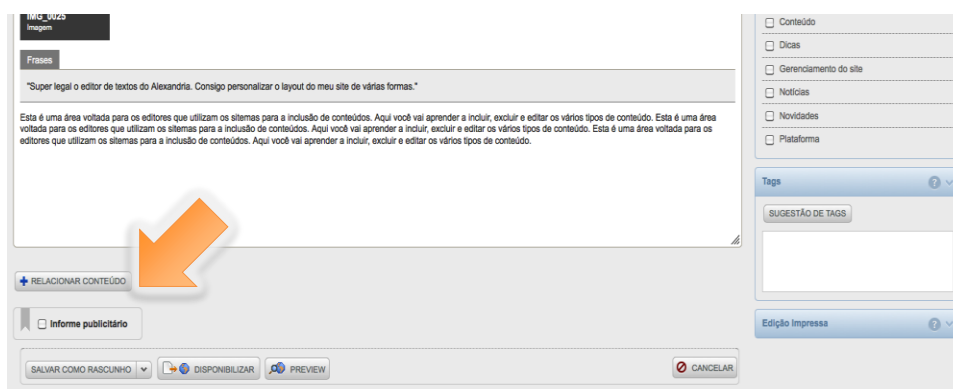 IMG_0025
Imagem
Frases
"Super legal o editor de textos do Alexandria. Consigo personalizar o layout do meu site de várias formas."
Esta é uma área voltada para os editores que utilizam os sitemas para a inclusão de conteúdos. Aqui você vai aprender a incluir, excluir e editar os vários tipos de conteúdo. Esta é uma área
voltada para os editores que utilizam os sitemas para a inclusão de conteúdos. Aqui você vai aprender a incluir, excluir e editar os vários tipos de conteúdo. Esta é uma área voltada para os
editores que utilizam os sitemas para a inclusão de conteúdos. Aqui você vai aprender a incluir, excluir e editar os vários tipos de conteúdo.
RELACIONAR CONTEÚDO
Informe publicitário
SALVAR COMO RASCUNHO
DISPONIBILIZAR
PREVIEW
CANCELAR
Conteúdo
Dicas
Gerenciamento do site
Notícias
Novidades
Plataforma
Tags
?
SUGESTÃO DE TAGS
Edição Impressa
?